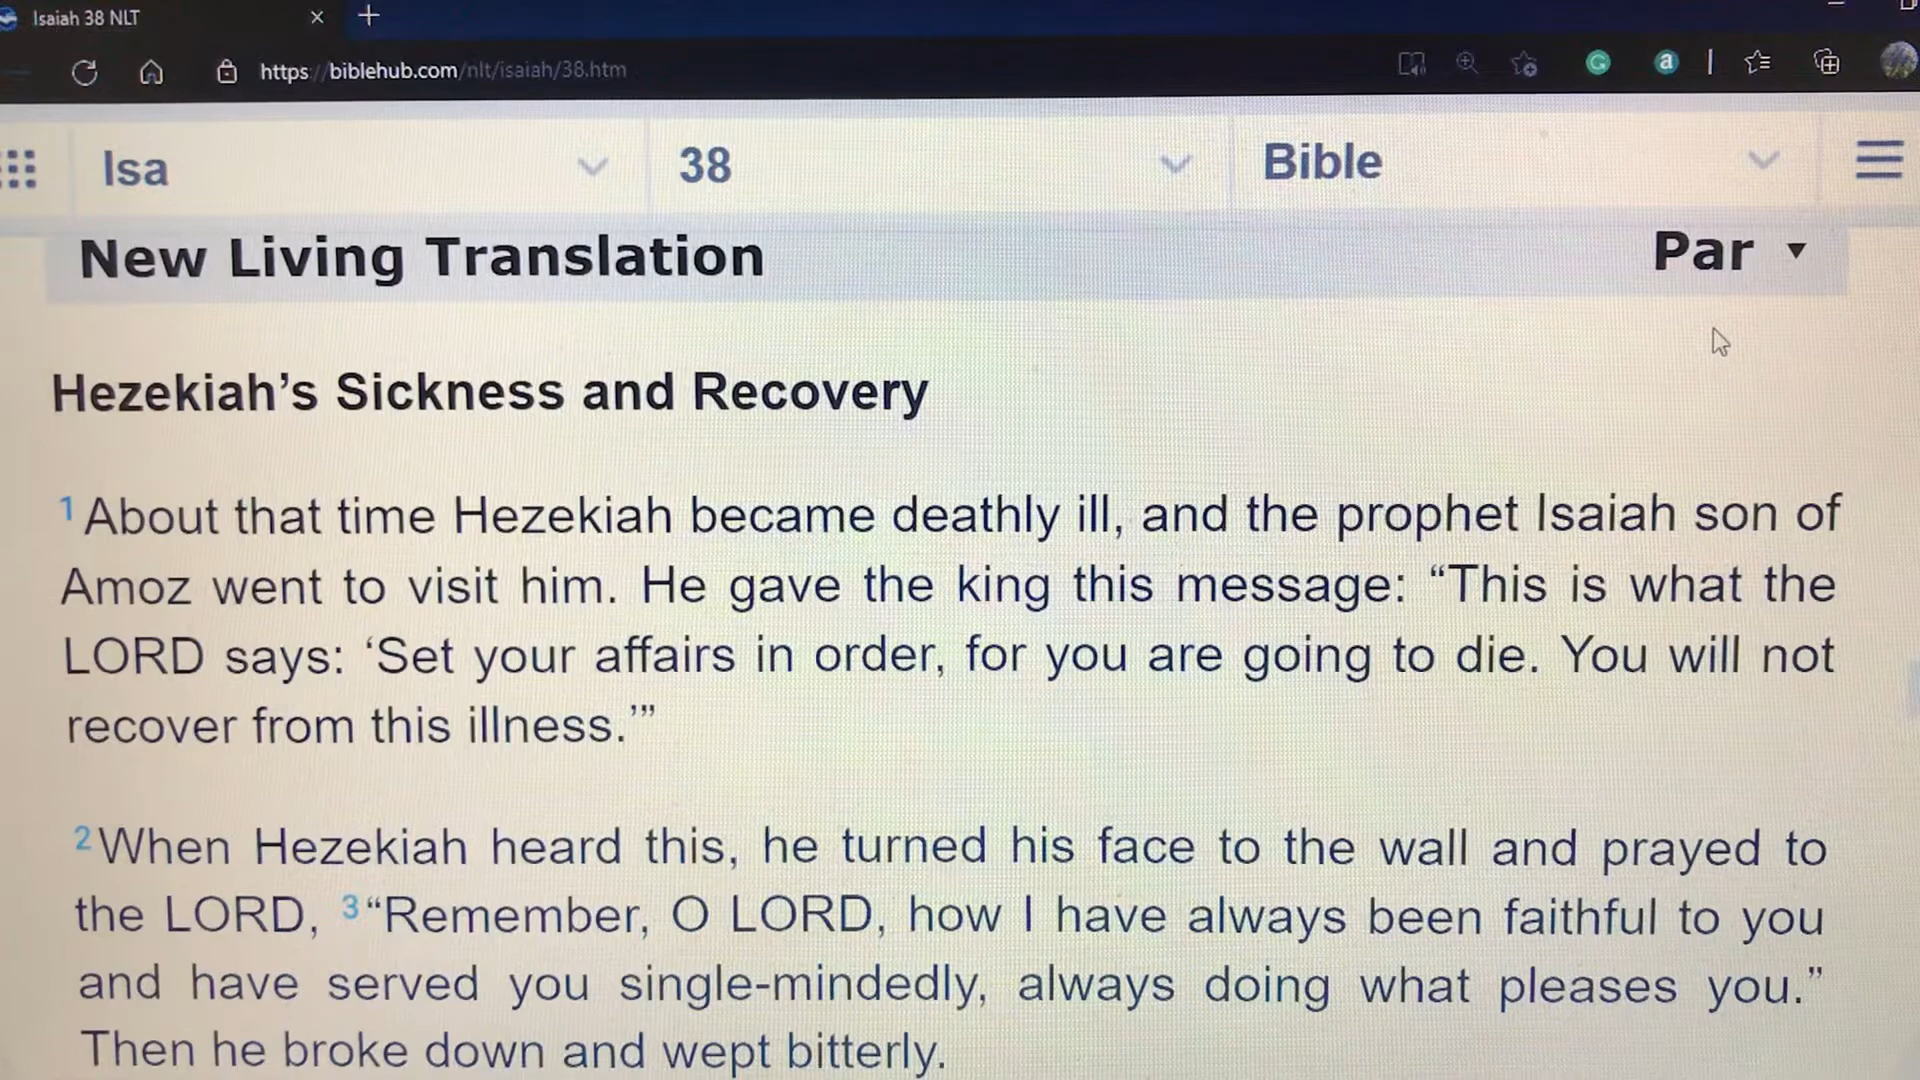 Isaiah 38 NLT
https://biblehub.com/nlt/isaiah/38.htm
Isa 38 Bible
New Living Translation Par
Hezekiah’s Sickness and Recovery
1 About that time Hezekiah became deathly ill, and the prophet Isaiah son of
Amoz went to visit him. He gave the king this message: “This is what the
LORD says: ‘Set your affairs in order, for you are going to die. You will not
recover from this illness.’”
2 When Hezekiah heard this, he turned his face to the wall and prayed to
the LORD, 3 “Remember, O LORD, how I have always been faithful to you
and have served you single-mindedly, always doing what pleases you.”
Then he broke down and wept bitterly.